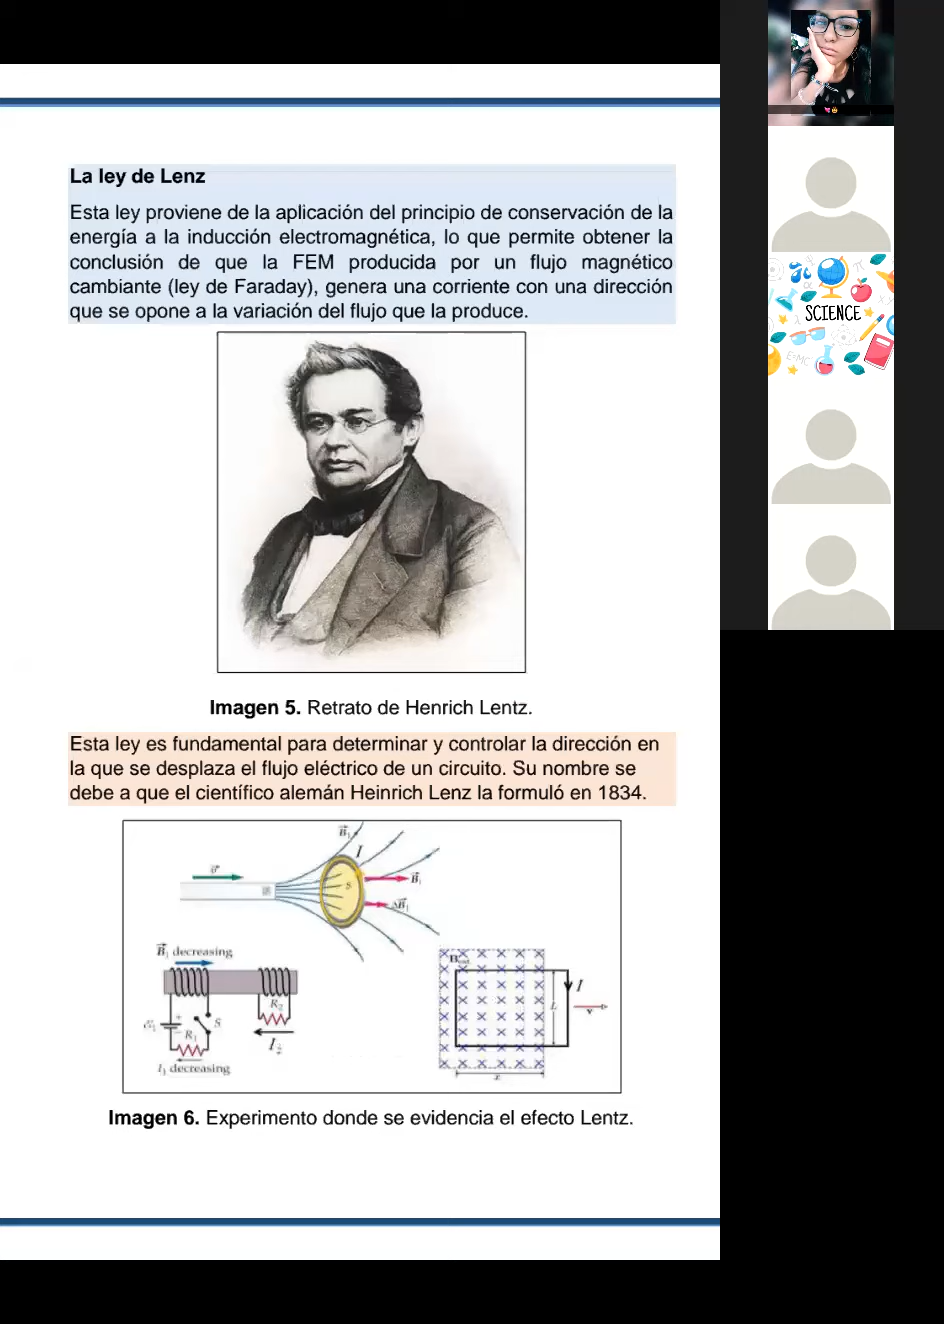 La ley de Lenz
Esta ley proviene de la aplicación del principio de conservación de la
energía a la inducción electromagnética, lo que permite obtener la
conclusión de que la FEM producida por un flujo magnético
cambiante (ley de Faraday), genera una corriente con una dirección
que se opone a la variación del flujo que la produce.
SCIENCE
Imagen 5. Retrato de Henrich Lentz.
Esta ley es fundamental para determinar y controlar la dirección en
la que se desplaza el flujo eléctrico de un circuito. Su nombre se
debe a que el científico alemán Heinrich Lenz la formuló en 1834.
I
S
B⃗₁ decreasing
R₂
S
R₁
I₁ decreasing
I
L
v
x
Imagen 6. Experimento donde se evidencia el efecto Lentz.